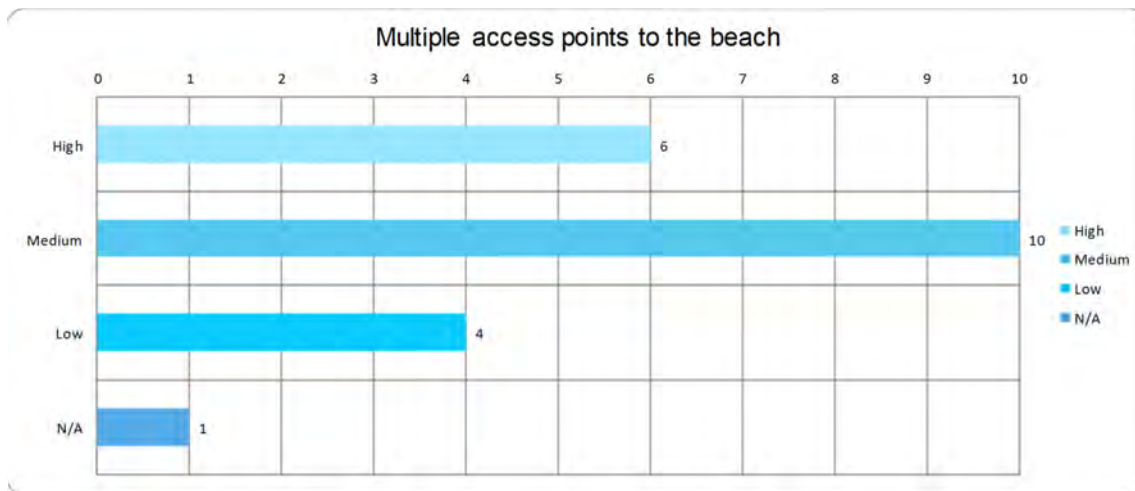 Multiple access points to the beach
0 1 2 3 4 5 6 7 8 9 10
High 6
Medium 10
Low 4
N/A 1
High
Medium
Low
N/A